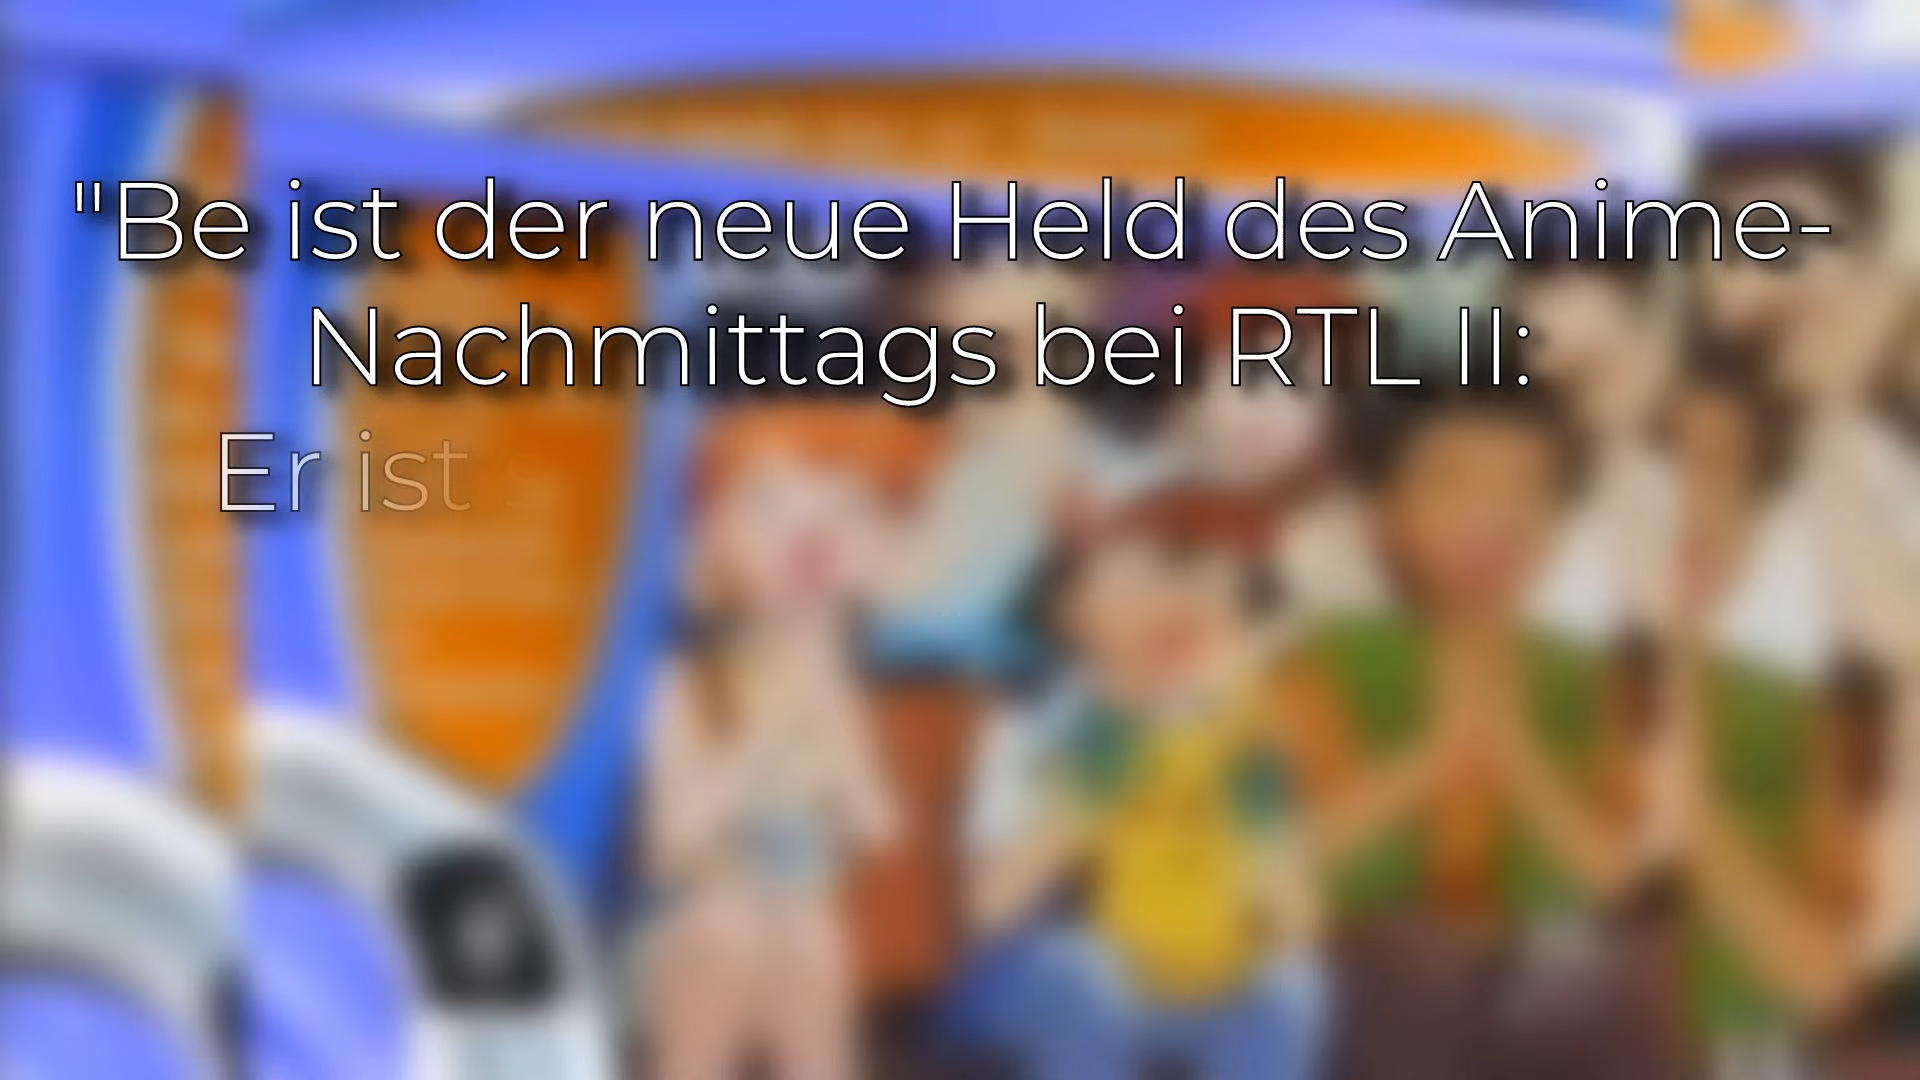 "Be ist der neue Held des Anime-
Nachmittags bei RTL II:
Er ist s